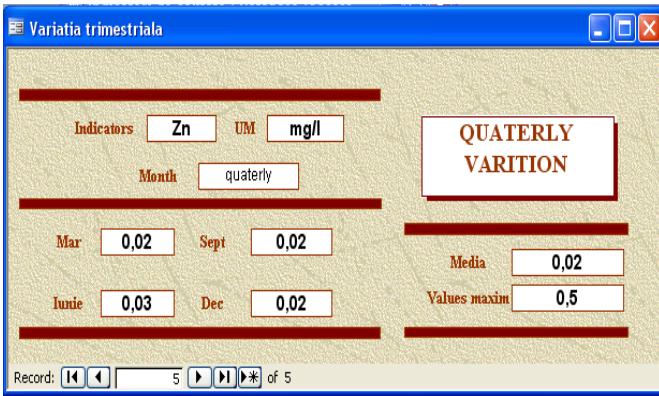 Variatia trimestriala
Indicators Zn UM mg/l
Month quaterly
QUATERLY
VARITION
Mar 0,02 Sept 0,02
Iunie 0,03 Dec 0,02
Media 0,02
Values maxim 0,5
Record: 5 of 5